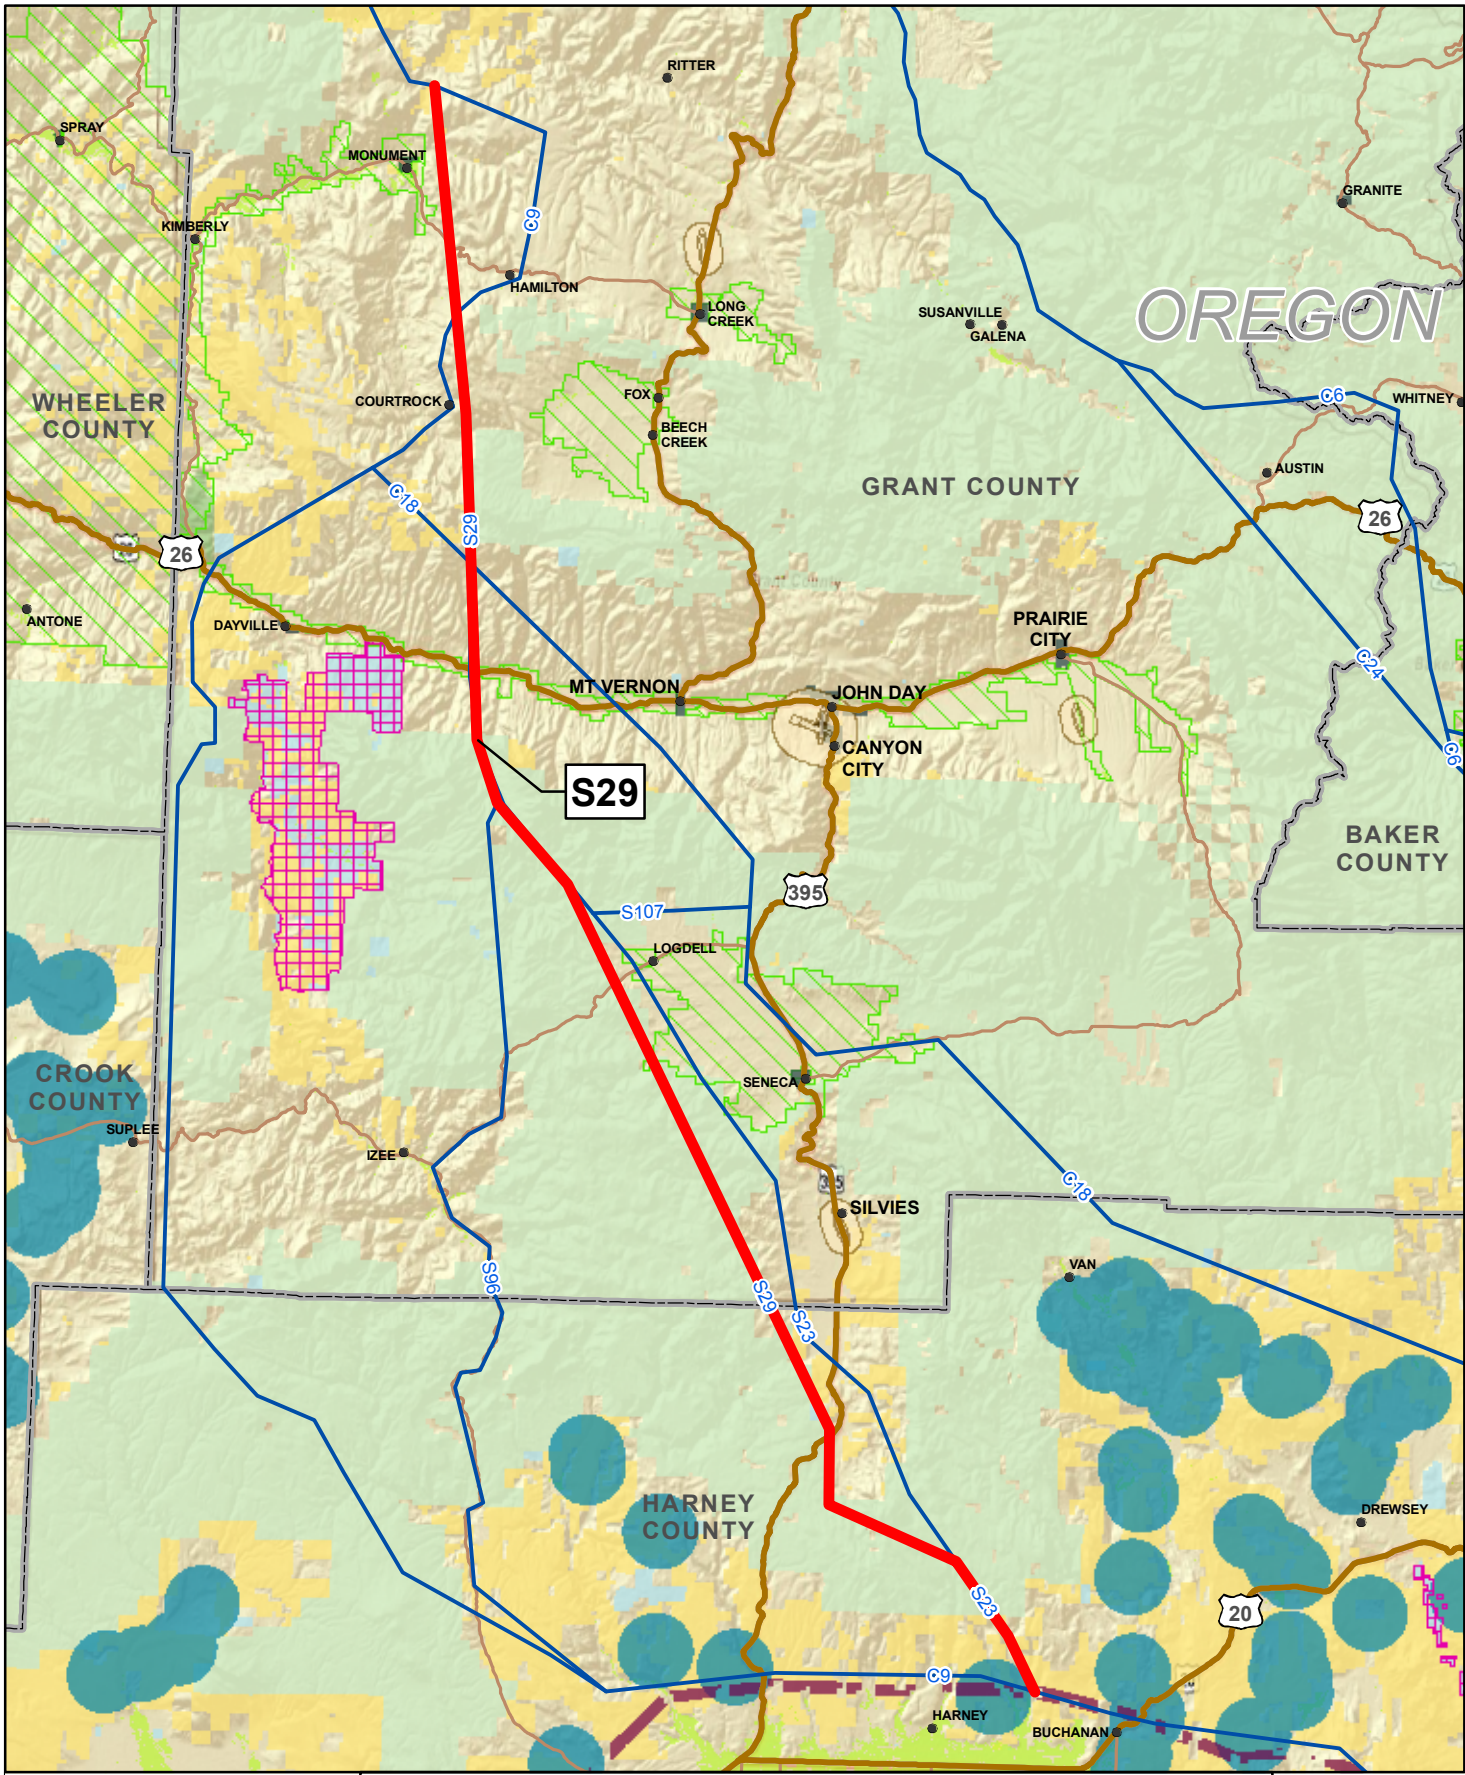 RITTER
SPRAY
MONUMENT
GRANITE
KIMBERLY
C9
HAMILTON
OREGON
LONG
CREEK
SUSANVILLE
GALENA
WHEELER
COUNTY
COURTROCK
FOX
C6
WHITNEY
BEECH
CREEK
AUSTIN
GRANT COUNTY
C18
26
S29
26
ANTONE
DAYVILLE
PRAIRIE
CITY
C24
MT VERNON
JOHN DAY
CANYON
CITY
C6
S29
BAKER
COUNTY
395
S107
LOGDELL
CROOK
COUNTY
SENECA
SUPLEE
IZEE
C18
SILVIES
VAN
S96
S29
S23
HARNEY
COUNTY
DREWSEY
S23
20
C9
HARNEY
BUCHANAN